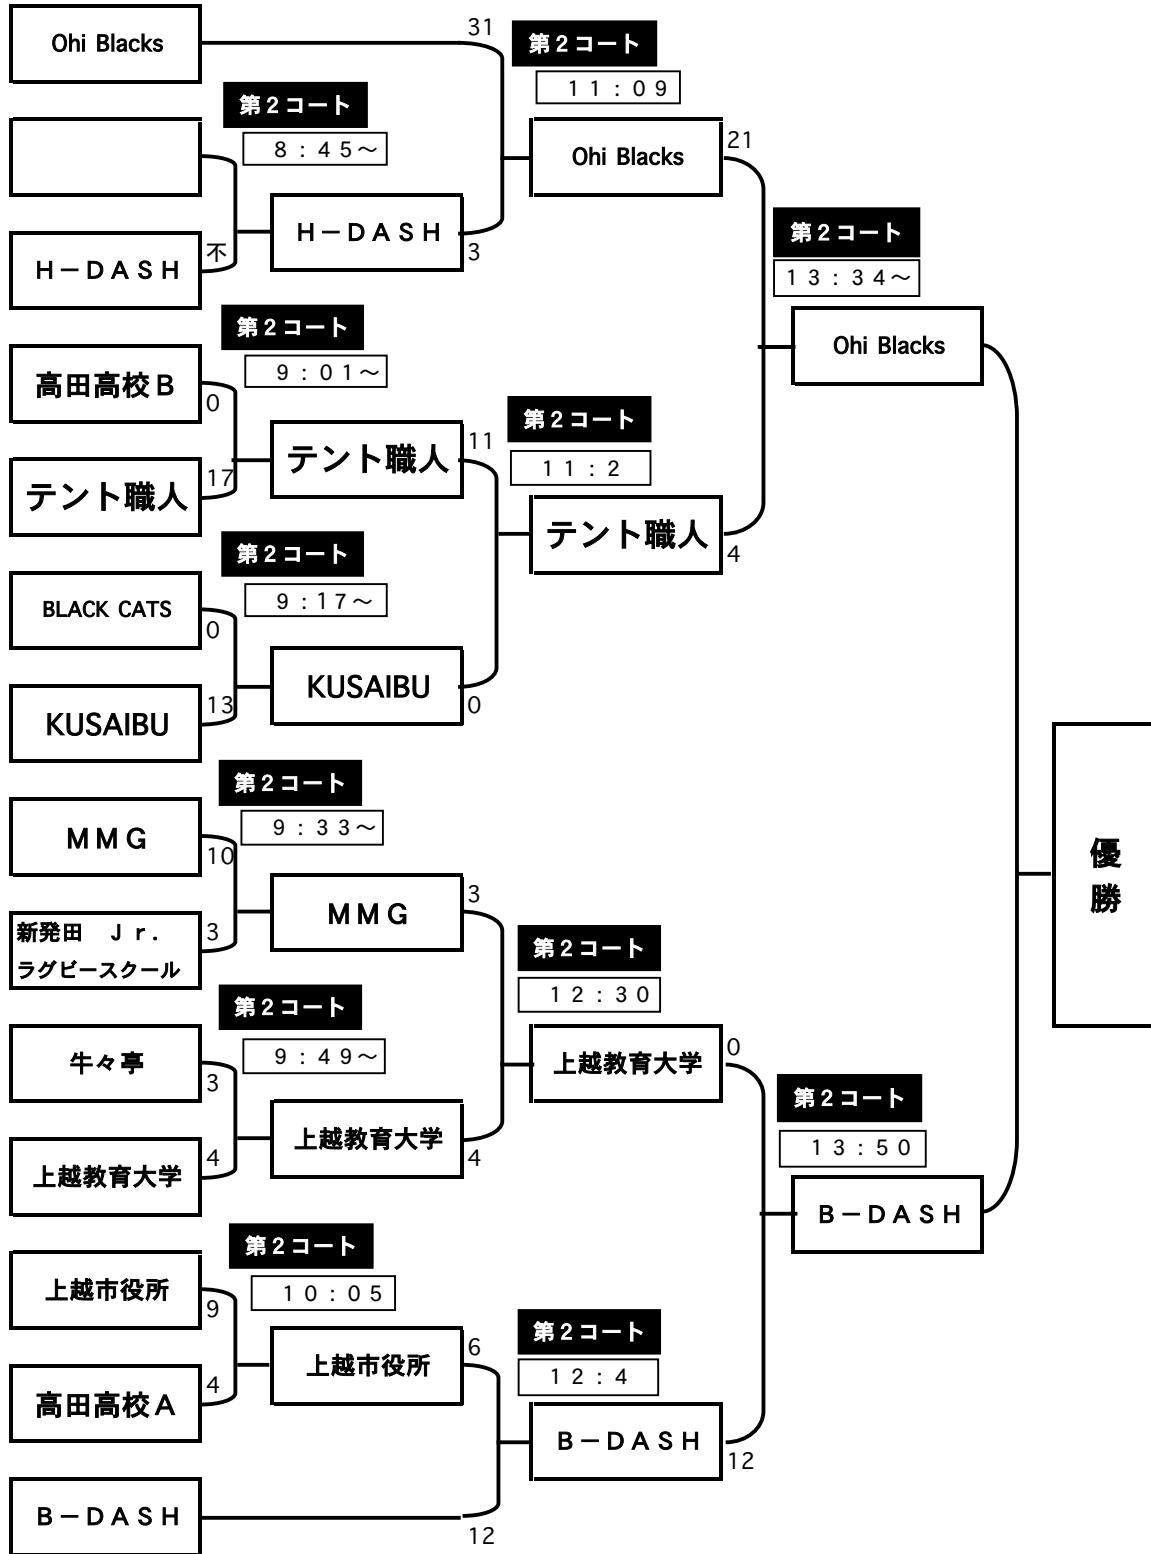 Ohi Blacks
31
第２コート
１１：０９
第２コート
８：４５～
Ohi Blacks
21
Ｈ－ＤＡＳＨ
3
Ｈ－ＤＡＳＨ
不
第２コート
１３：３４～
Ohi Blacks
第２コート
９：０１～
高田高校Ｂ
0
テント職人
11
第２コート
１１：２
テント職人
17
テント職人
4
第２コート
９：１７～
BLACK CATS
0
KUSAIBU
0
KUSAIBU
13
第２コート
９：３３～
ＭＭＧ
10
優
勝
ＭＭＧ
3
新発田　Ｊｒ．
ラグビースクール
3
第２コート
１２：３０
第２コート
９：４９～
牛々亭
3
上越教育大学
0
上越教育大学
4
第２コート
１３：５０
上越教育大学
4
Ｂ－ＤＡＳＨ
第２コート
１０：０５
上越市役所
9
第２コート
１２：４
上越市役所
6
高田高校Ａ
4
Ｂ－ＤＡＳＨ
12
Ｂ－ＤＡＳＨ
12